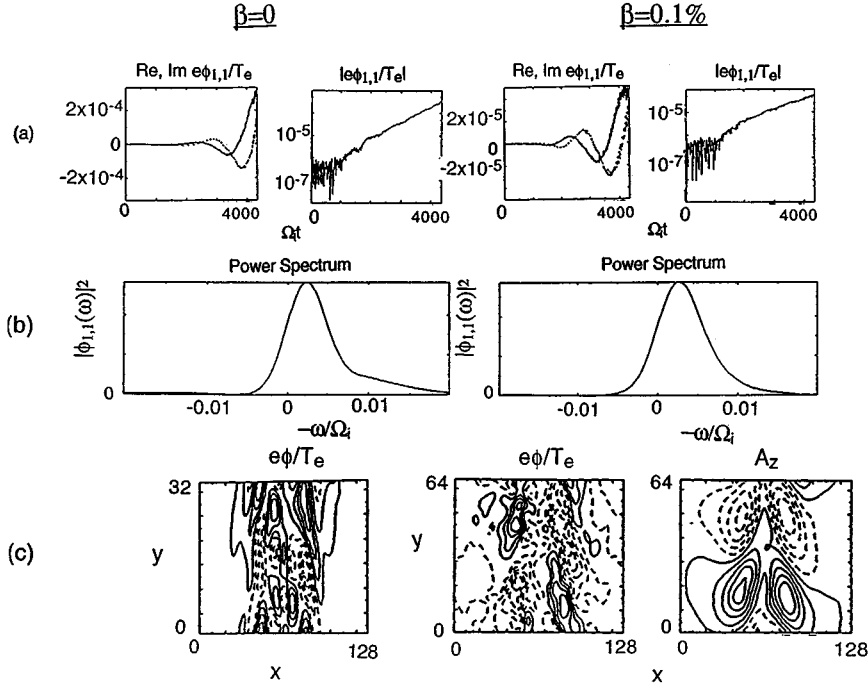 β=0 β=0.1%
(a)
Re, Im eϕ1,1/Te |eϕ1,1/Te| Re, Im eϕ1,1/Te |eϕ1,1/Te|
2x10-4 10-5 2x10-5 10-5
0 0
-2x10-4 10-7 -2x10-5 10-7
0 4000 0 4000 0 4000 0 4000
Ωit Ωit
(b)
Power Spectrum Power Spectrum
|ϕ1,1(ω)|2 |ϕ1,1(ω)|2
0 0
-0.01 0 0.01 -0.01 0 0.01
−ω/Ωi −ω/Ωi
(c)
eϕ/Te eϕ/Te Az
32 64 64
y y
0 0 0
0 128 0 128 0 128
x x